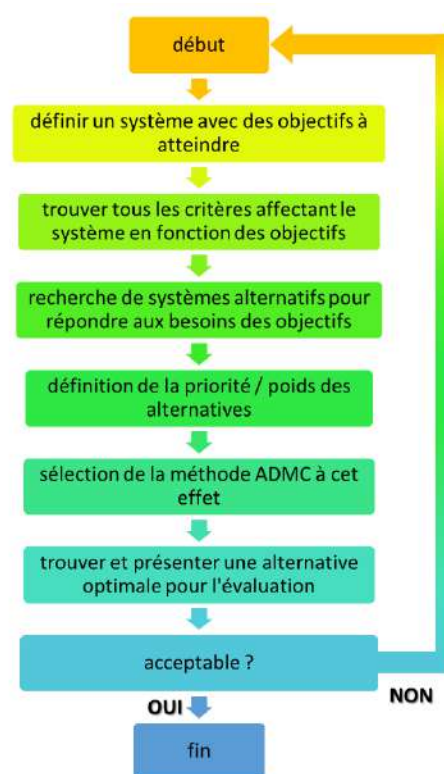 début
définir un système avec des objectifs à
atteindre
trouver tous les critères affectant le
système en fonction des objectifs
recherche de systèmes alternatifs pour
répondre aux besoins des objectifs
définition de la priorité / poids des
alternatives
sélection de la méthode ADMC à cet
effet
trouver et présenter une alternative
optimale pour l'évaluation
acceptable ?
NON
OUI
fin